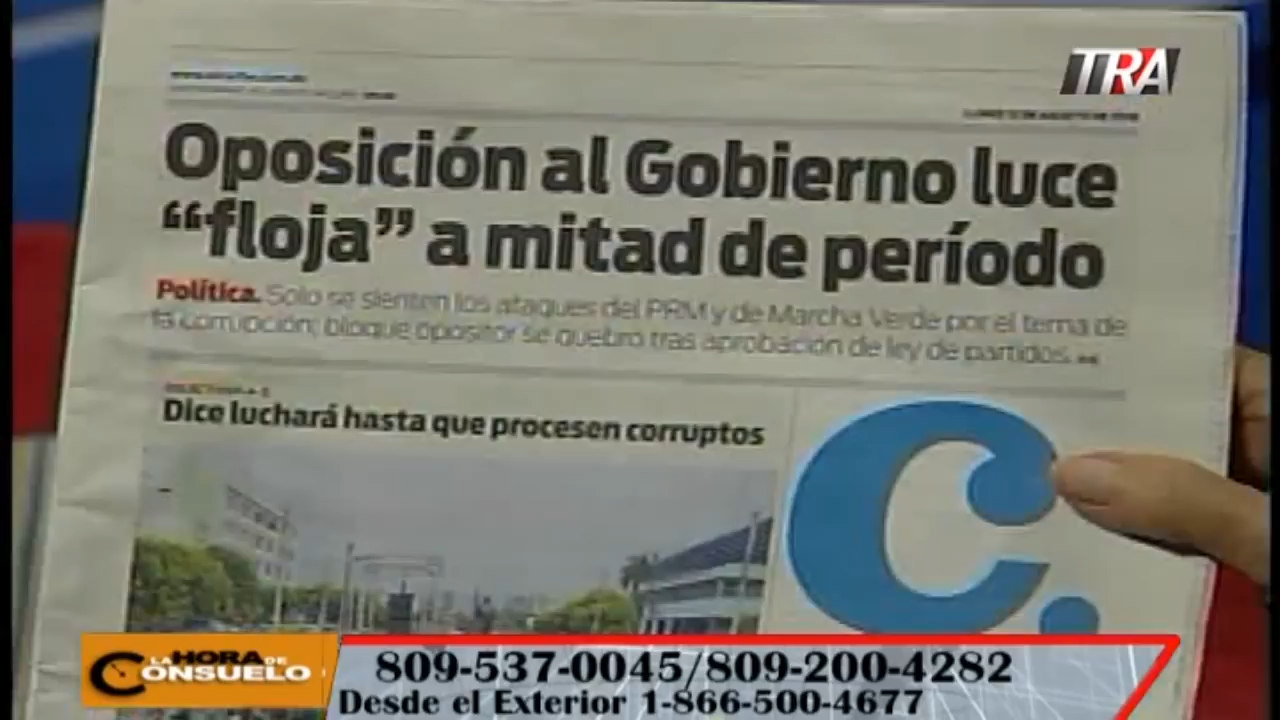 TRA
Oposición al Gobierno luce
“floja” a mitad de período
Política. Solo se sienten los ataques del PRM y de Marcha Verde por el tema de
la corrupción; bloque opositor se quebró tras aprobación de ley de partidos.
Dice luchará hasta que procesen corruptos
C.
LA HORA DE
CONSUELO
809-537-0045/809-200-4282
Desde el Exterior 1-866-500-4677